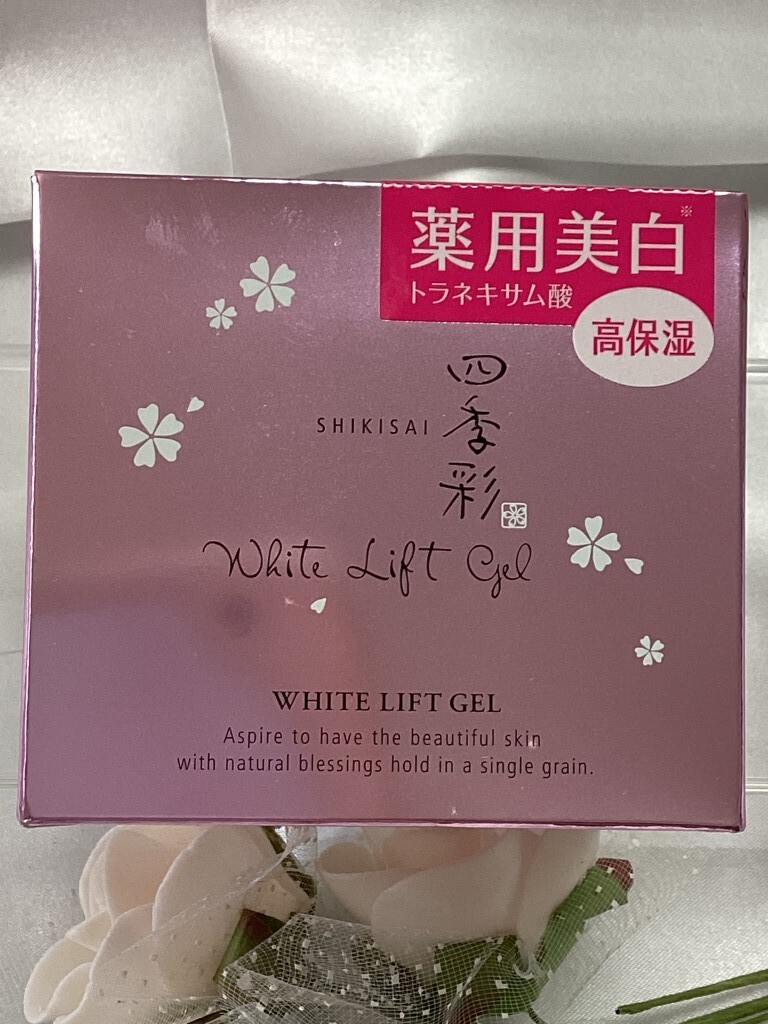 薬用美白※
トラネキサム酸
高保湿
SHIKISAI
四季彩
White Lift Gel
WHITE LIFT GEL
Aspire to have the beautiful skin
with natural blessings hold in a single grain.